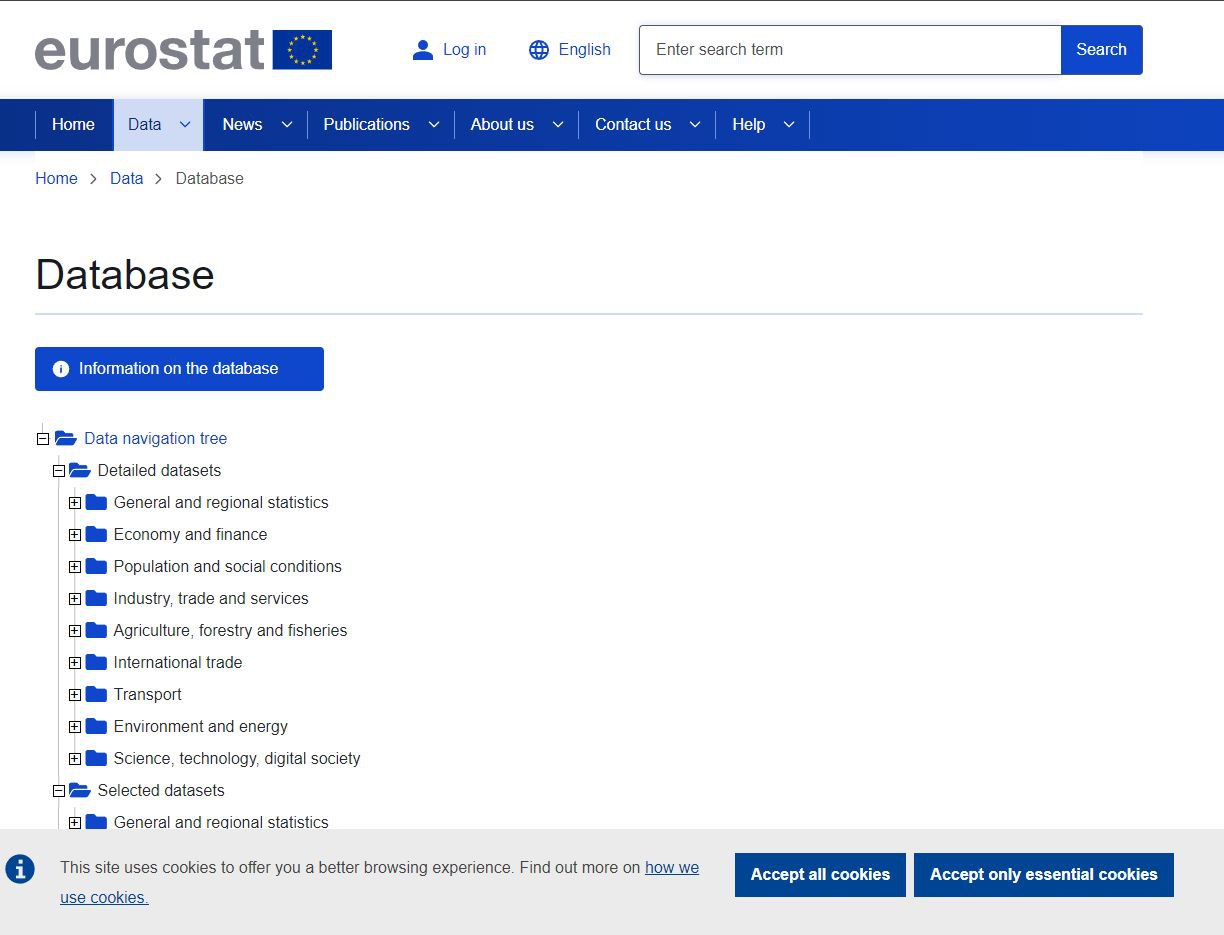 eurostat
Log in
English
Enter search term
Search
Home
Data
News
Publications
About us
Contact us
Help
Home > Data > Database
Database
Information on the database
Data navigation tree
Detailed datasets
General and regional statistics
Economy and finance
Population and social conditions
Industry, trade and services
Agriculture, forestry and fisheries
International trade
Transport
Environment and energy
Science, technology, digital society
Selected datasets
General and regional statistics
This site uses cookies to offer you a better browsing experience. Find out more on how we
use cookies.
Accept all cookies
Accept only essential cookies